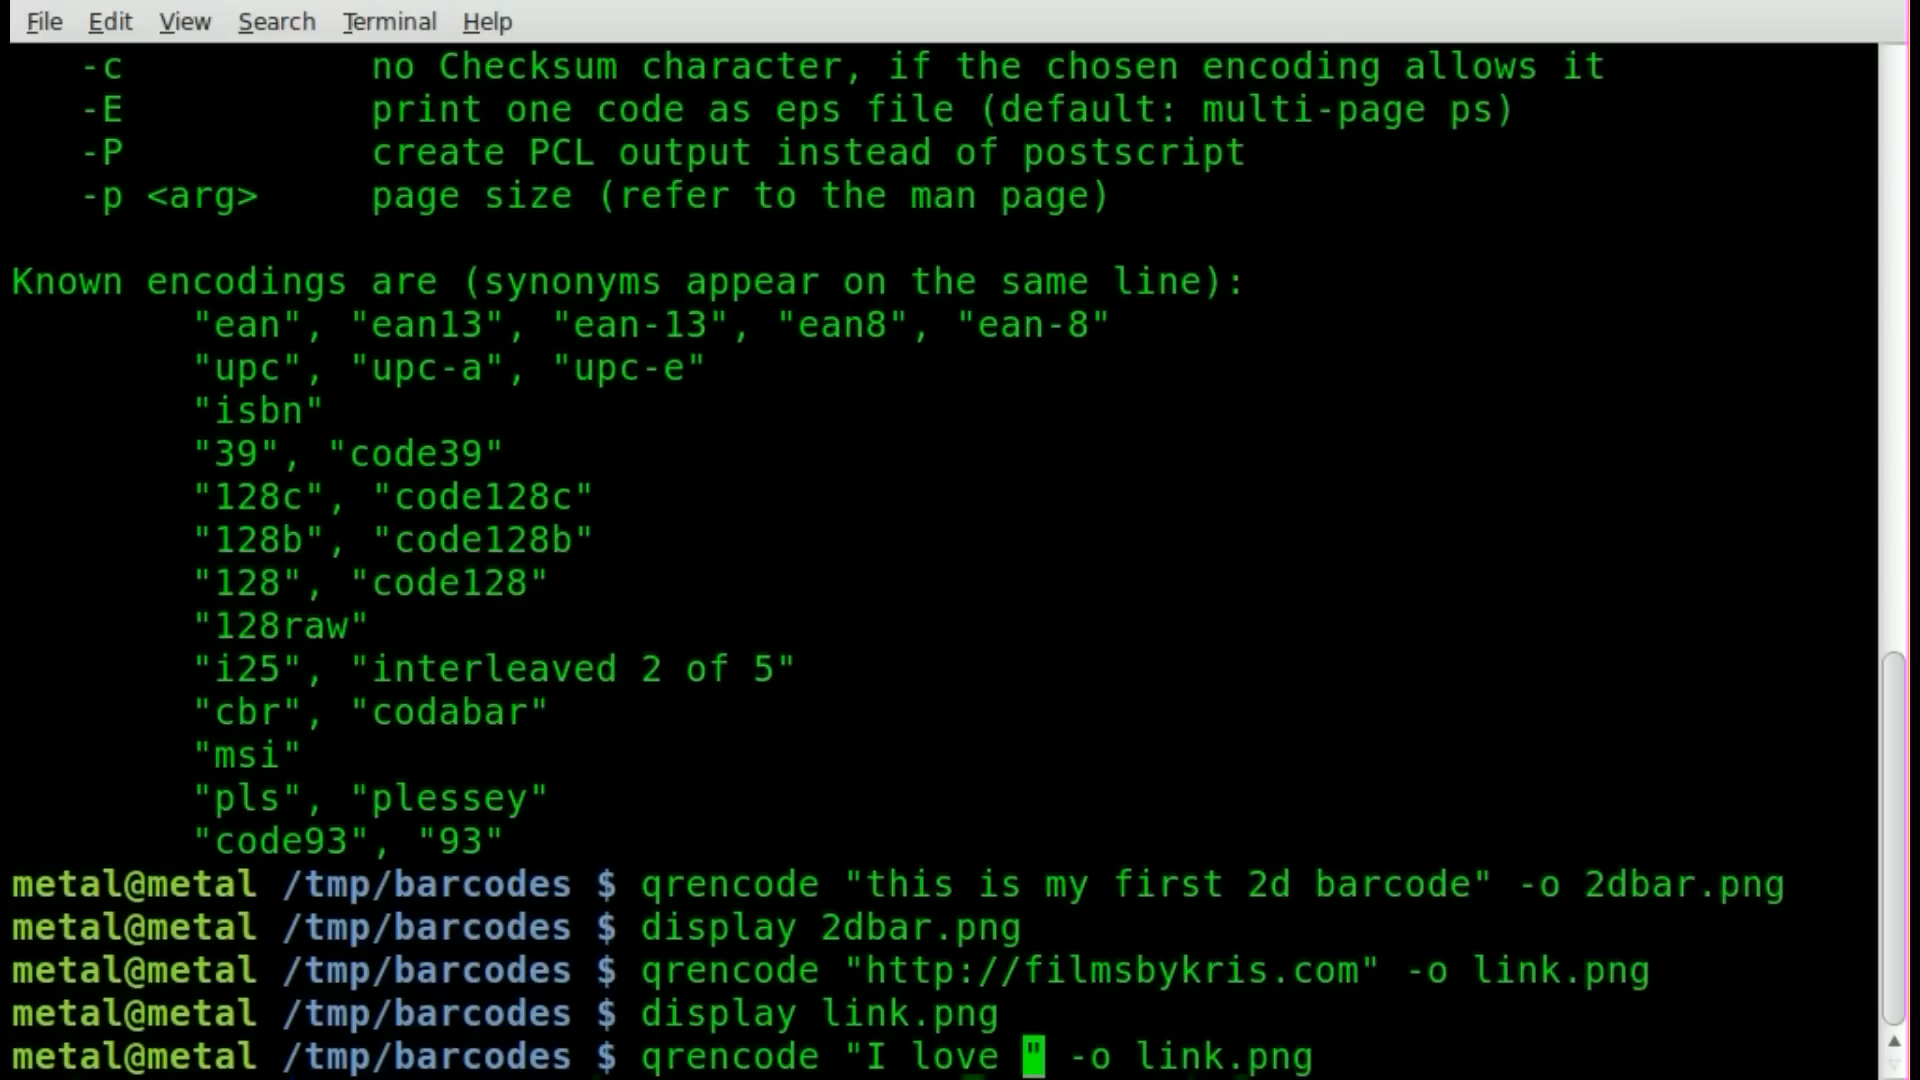 File Edit View Search Terminal Help
-c no Checksum character, if the chosen encoding allows it
-E print one code as eps file (default: multi-page ps)
-P create PCL output instead of postscript
-p <arg> page size (refer to the man page)
Known encodings are (synonyms appear on the same line):
"ean", "ean13", "ean-13", "ean8", "ean-8"
"upc", "upc-a", "upc-e"
"isbn"
"39", "code39"
"128c", "code128c"
"128b", "code128b"
"128", "code128"
"128raw"
"i25", "interleaved 2 of 5"
"cbr", "codabar"
"msi"
"pls", "plessey"
"code93", "93"
metal@metal /tmp/barcodes $ qrencode "this is my first 2d barcode" -o 2dbar.png
metal@metal /tmp/barcodes $ display 2dbar.png
metal@metal /tmp/barcodes $ qrencode "http://filmsbykris.com" -o link.png
metal@metal /tmp/barcodes $ display link.png
metal@metal /tmp/barcodes $ qrencode "I love " -o link.png